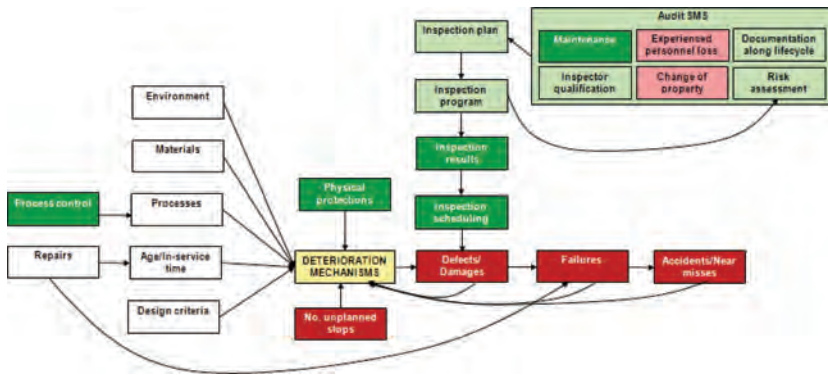 Audit SMS
Inspection plan
Maintenance
Experienced
personnel loss
Documentation
along lifecycle
Inspector
qualification
Change of
property
Risk
assessment
Inspection
program
Environment
Materials
Inspection
results
Physical
protections
Process control
Processes
Inspection
scheduling
Repairs
Age/In-service
time
DETERIORATION
MECHANISMS
Defects/
Damages
Failures
Accidents/Near
misses
Design criteria
No. unplanned
stops